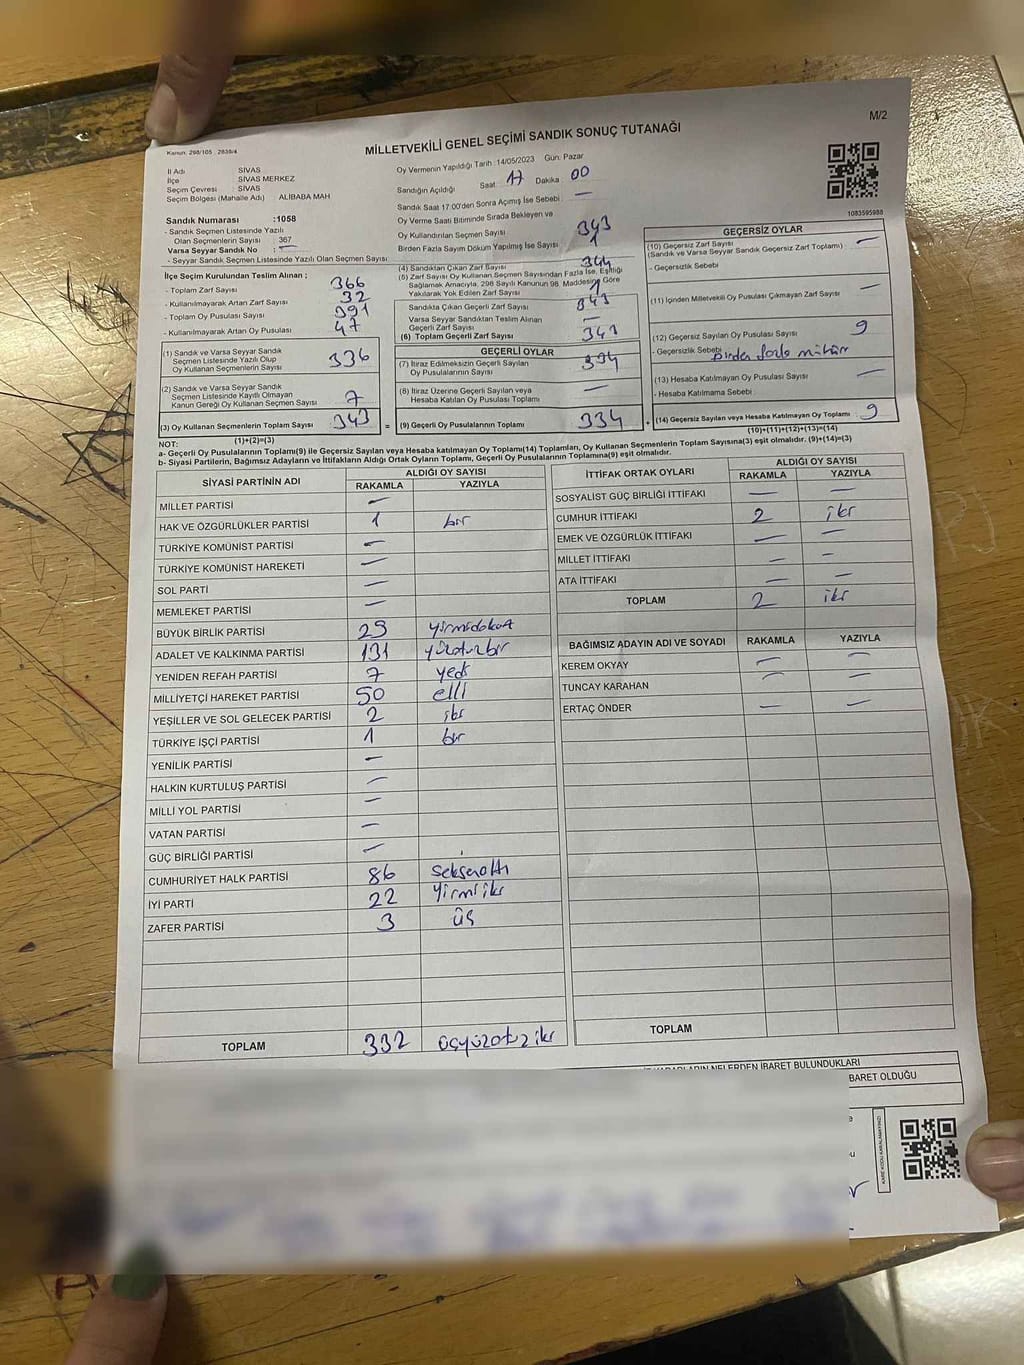 M/2
Kanun: 298/105 2839/4
MİLLETVEKİLİ GENEL SEÇİMİ SANDIK SONUÇ TUTANAĞI
İl Adı : SİVAS
İlçe : SİVAS MERKEZ
Seçim Çevresi : SİVAS
Seçim Bölgesi (Mahalle Adı) : ALİBABA MAH
Sandık Numarası :1058
- Sandık Seçmen Listesinde Yazılı
Olan Seçmenlerin Sayısı : 367
Varsa Seyyar Sandık No : —
- Seyyar Sandık Seçmen Listesinde Yazılı Olan Seçmen Sayısı
Oy Vermenin Yapıldığı Tarih :14/05/2023 Gün: Pazar
Sandığın Açıldığı Saat 17 Dakika 00
Sandık Saat 17:00'den Sonra Açımış İse Sebebi : —
Oy Verme Saati Bitiminde Sırada Bekleyen ve
Oy Kullandırılan Seçmen Sayısı 343
Birden Fazla Sayım Döküm Yapılmış İse Sayısı 1
1083595988
İlçe Seçim Kurulundan Teslim Alınan ;
- Toplam Zarf Sayısı 366
- Kullanılmayarak Artan Zarf Sayısı 32
- Toplam Oy Pusulası Sayısı 391
- Kullanılmayarak Artan Oy Pusulası 47
(1) Sandık ve Varsa Seyyar Sandık
Seçmen Listesinde Yazılı Olup
Oy Kullanan Seçmenlerin Sayısı 336
(2) Sandık ve Varsa Seyyar Sandık
Seçmen Listesinde Kayıtlı Olmayan
Kanun Gereği Oy Kullanan Seçmen Sayısı 7
(3) Oy Kullanan Seçmenlerin Toplam Sayısı 343 =
(1)+(2)=(3)
(4) Sandıktan Çıkan Zarf Sayısı 344
(5) Zarf Sayısı Oy Kullanan Seçmen Sayısından Fazla İse, Eşitliği
Sağlamak Amacıyla, 298 Sayılı Kanunun 98. Maddesine Göre
Yakılarak Yok Edilen Zarf Sayısı 1
Sandıkta Çıkan Geçerli Zarf Sayısı 343
Varsa Seyyar Sandıktan Teslim Alınan
Geçerli Zarf Sayısı —
(6) Toplam Geçerli Zarf Sayısı 343
GEÇERLİ OYLAR
(7) İtiraz Edilmeksizin Geçerli Sayılan
Oy Pusulalarının Sayısı 334
(8) İtiraz Üzerine Geçerli Sayılan veya
Hesaba Katılan Oy Pusulası Toplamı —
(9) Geçerli Oy Pusulalarının Toplamı 334 +
GEÇERSİZ OYLAR
(10) Geçersiz Zarf Sayısı —
(Sandık ve Varsa Seyyar Sandık Geçersiz Zarf Toplamı)
- Geçersizlik Sebebi
(11) İçinden Milletvekili Oy Pusulası Çıkmayan Zarf Sayısı —
(12) Geçersiz Sayılan Oy Pusulası Sayısı 9
- Geçersizlik Sebebi birden fazla mühür
(13) Hesaba Katılmayan Oy Pusulası Sayısı —
- Hesaba Katılmama Sebebi
(14) Geçersiz Sayılan veya Hesaba Katılmayan Oy Toplamı 9
(10)+(11)+(12)+(13)=(14)
NOT:
a- Geçerli Oy Pusulalarının Toplamı(9) ile Geçersiz Sayılan veya Hesaba katılmayan Oy Toplamı(14) Toplamları, Oy Kullanan Seçmenlerin Toplam Sayısına(3) eşit olmalıdır. (9)+(14)=(3)
b- Siyasi Partilerin, Bağımsız Adayların ve İttifakların Aldığı Oyların Toplamı, Geçerli Oy Pusulalarının Toplamına(9) eşit olmalıdır.
SİYASİ PARTİNİN ADI ALDIĞI OY SAYISI
RAKAMLA YAZIYLA
MİLLET PARTİSİ —
HAK VE ÖZGÜRLÜKLER PARTİSİ 1 bir
TÜRKİYE KOMÜNİST PARTİSİ —
TÜRKİYE KOMÜNİST HAREKETİ —
SOL PARTİ —
MEMLEKET PARTİSİ —
BÜYÜK BİRLİK PARTİSİ 29 yirmidokuz
ADALET VE KALKINMA PARTİSİ 131 yüzotuzbir
YENİDEN REFAH PARTİSİ 7 yedi
MİLLİYETÇİ HAREKET PARTİSİ 50 elli
YEŞİLLER VE SOL GELECEK PARTİSİ 2 iki
TÜRKİYE İŞÇİ PARTİSİ 1 bir
YENİLİK PARTİSİ —
HALKIN KURTULUŞ PARTİSİ —
MİLLİ YOL PARTİSİ —
VATAN PARTİSİ —
GÜÇ BİRLİĞİ PARTİSİ —
CUMHURİYET HALK PARTİSİ 86 seksenaltı
İYİ PARTİ 22 yirmiiki
ZAFER PARTİSİ 3 üç
TOPLAM 332 üçyüzotuziki
İTTİFAK ORTAK OYLARI ALDIĞI OY SAYISI
RAKAMLA YAZIYLA
SOSYALİST GÜÇ BİRLİĞİ İTTİFAKI — —
CUMHUR İTTİFAKI 2 iki
EMEK VE ÖZGÜRLÜK İTTİFAKI — —
MİLLET İTTİFAKI — —
ATA İTTİFAKI — —
TOPLAM 2 iki
BAĞIMSIZ ADAYIN ADI VE SOYADI RAKAMLA YAZIYLA
KEREM OKYAY — —
TUNCAY KARAHAN — —
ERTAÇ ÖNDER — —
TOPLAM
NELERDEN İBARET BULUNDUKLARI
BARET OLDUĞU